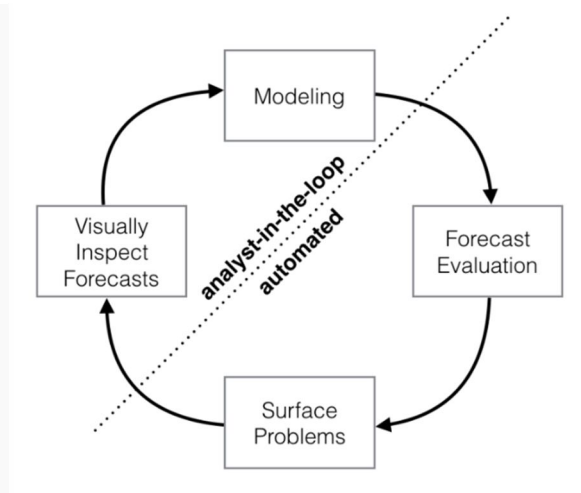 Modeling
analyst-in-the-loop
automated
Visually
Inspect
Forecasts
Forecast
Evaluation
Surface
Problems